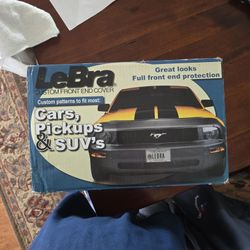 LeBra
CUSTOM FRONT END COVER
Custom patterns to fit most:
Cars,
Pickups
& SUV's
Great looks
Full front end protection
@LEBRA